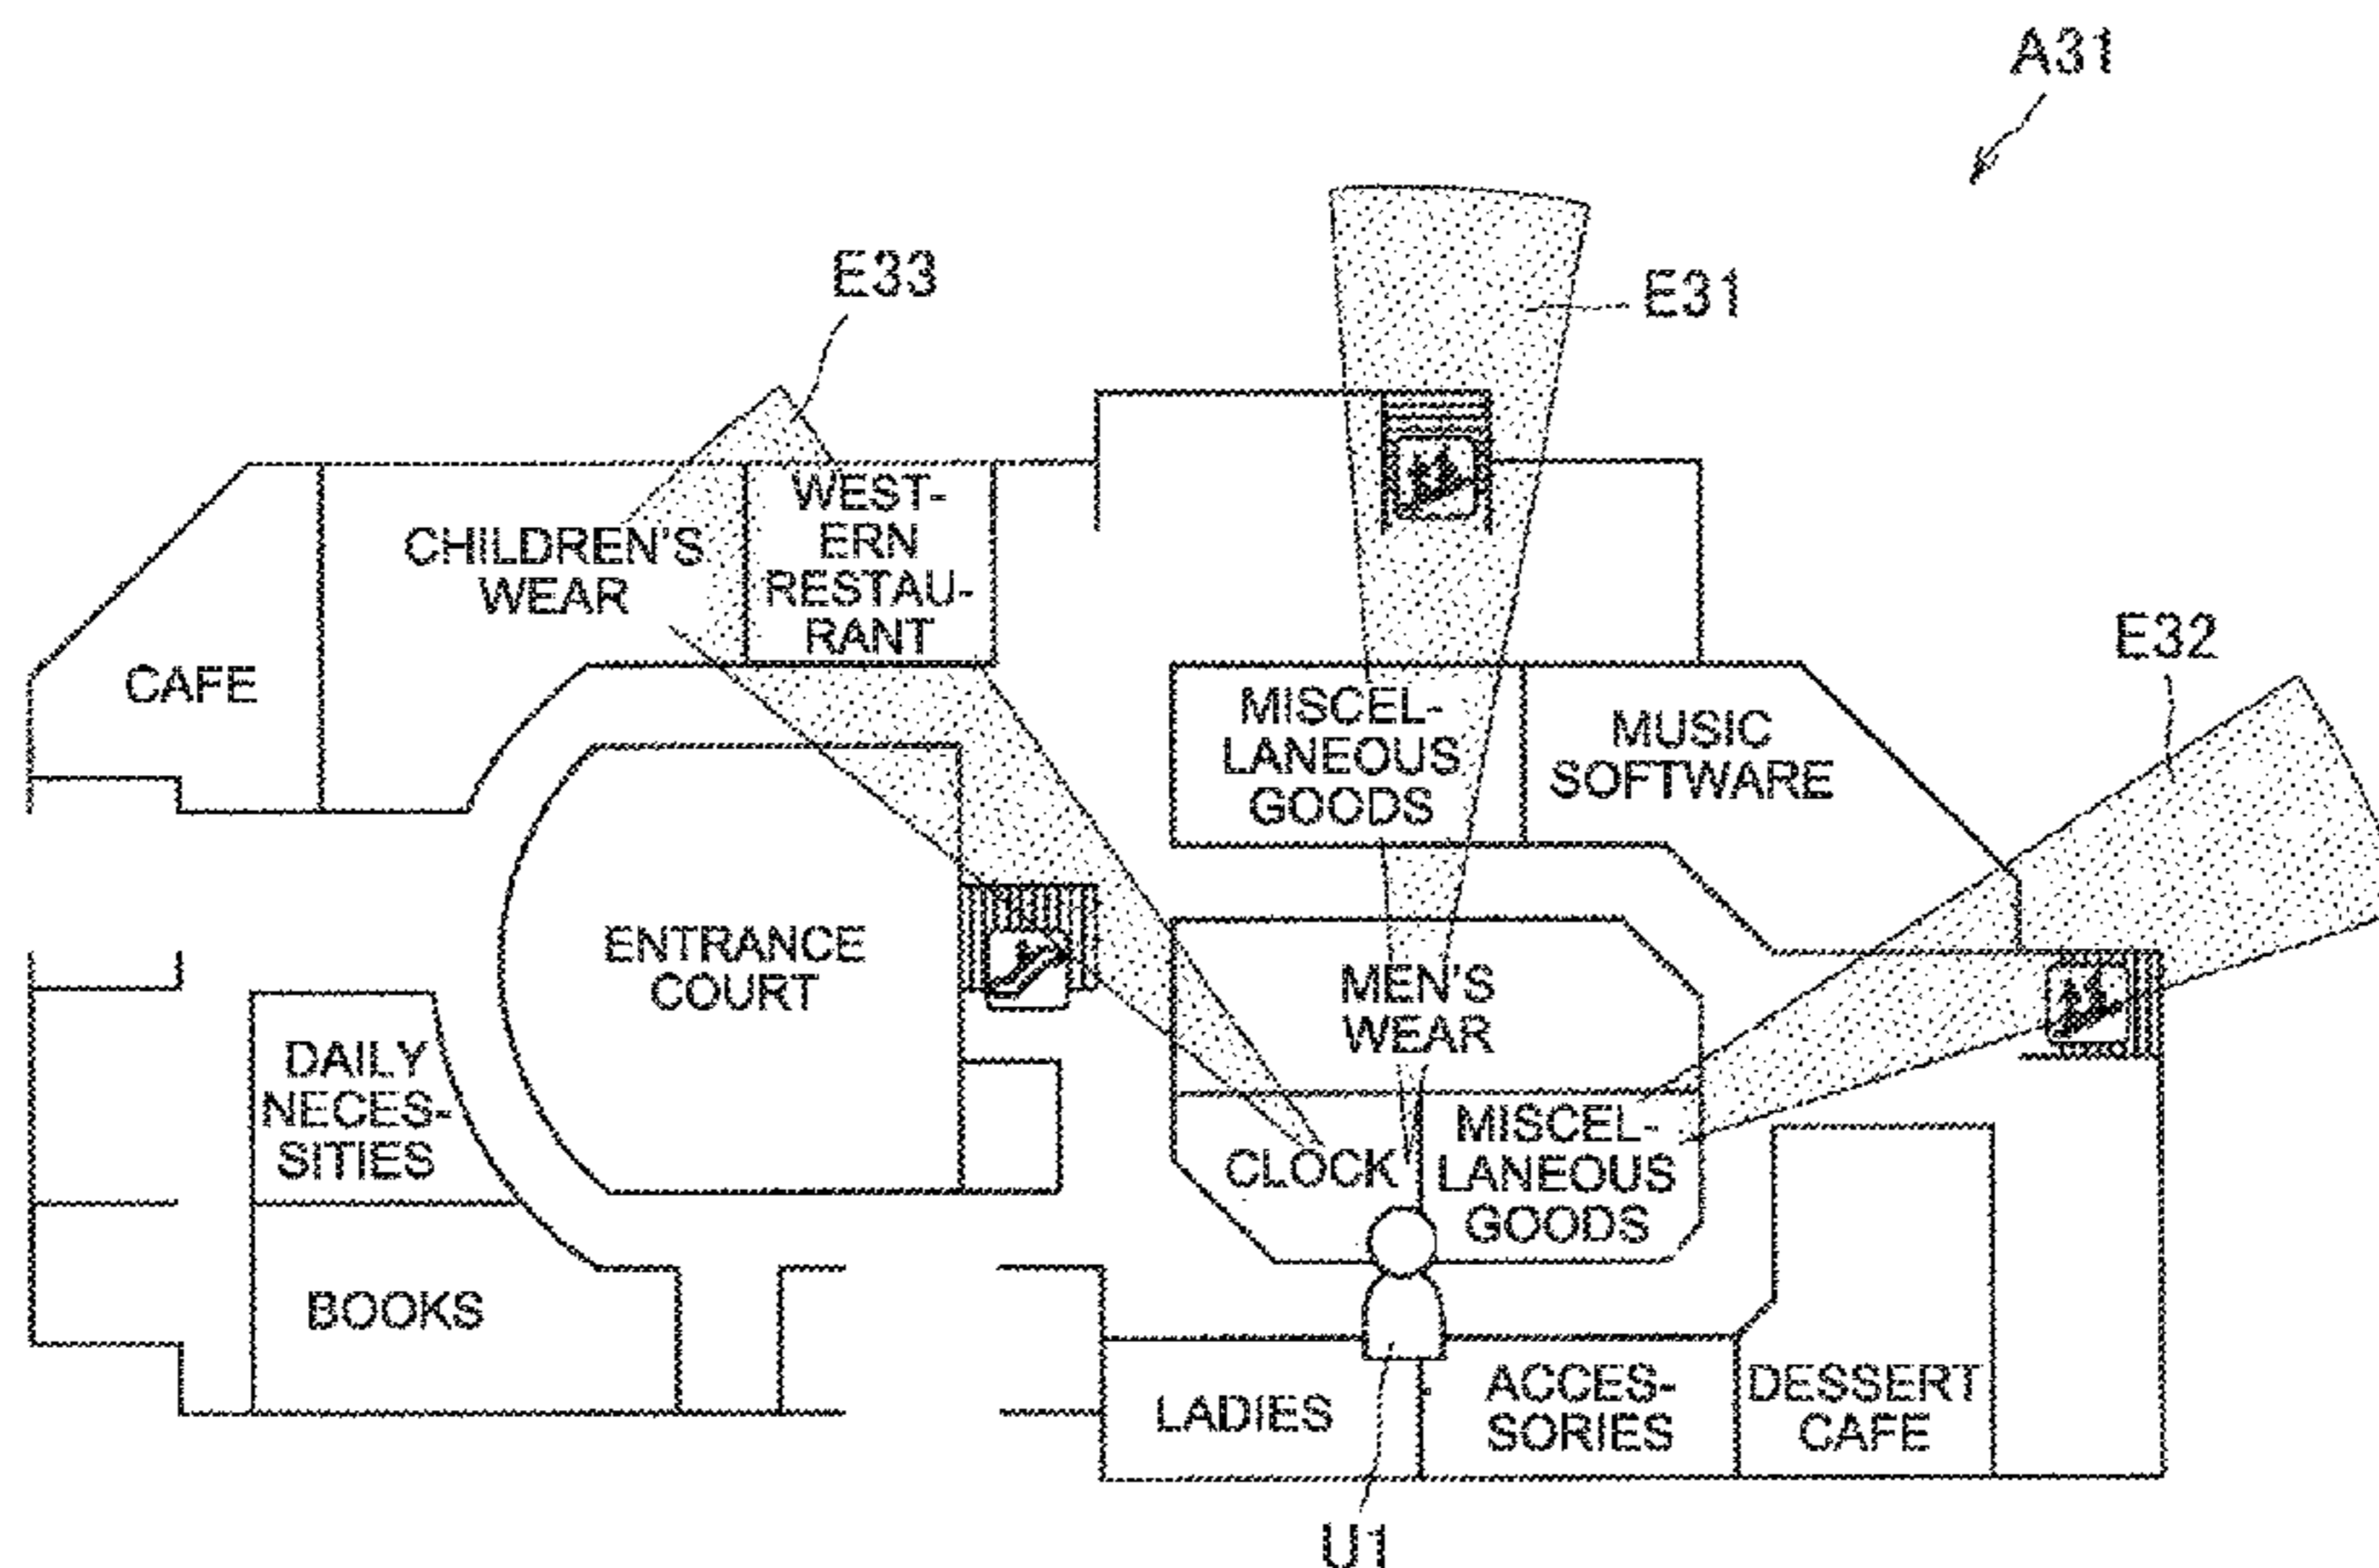 A31
E33
E31
E32
WEST-
ERN
RESTAU-
RANT
CHILDREN'S
WEAR
CAFE
MISCEL-
LANEOUS
GOODS
MUSIC
SOFTWARE
ENTRANCE
COURT
MEN'S
WEAR
DAILY
NECES-
SITIES
CLOCK
MISCEL-
LANEOUS
GOODS
BOOKS
LADIES
ACCES-
SORIES
DESSERT
CAFE
U1